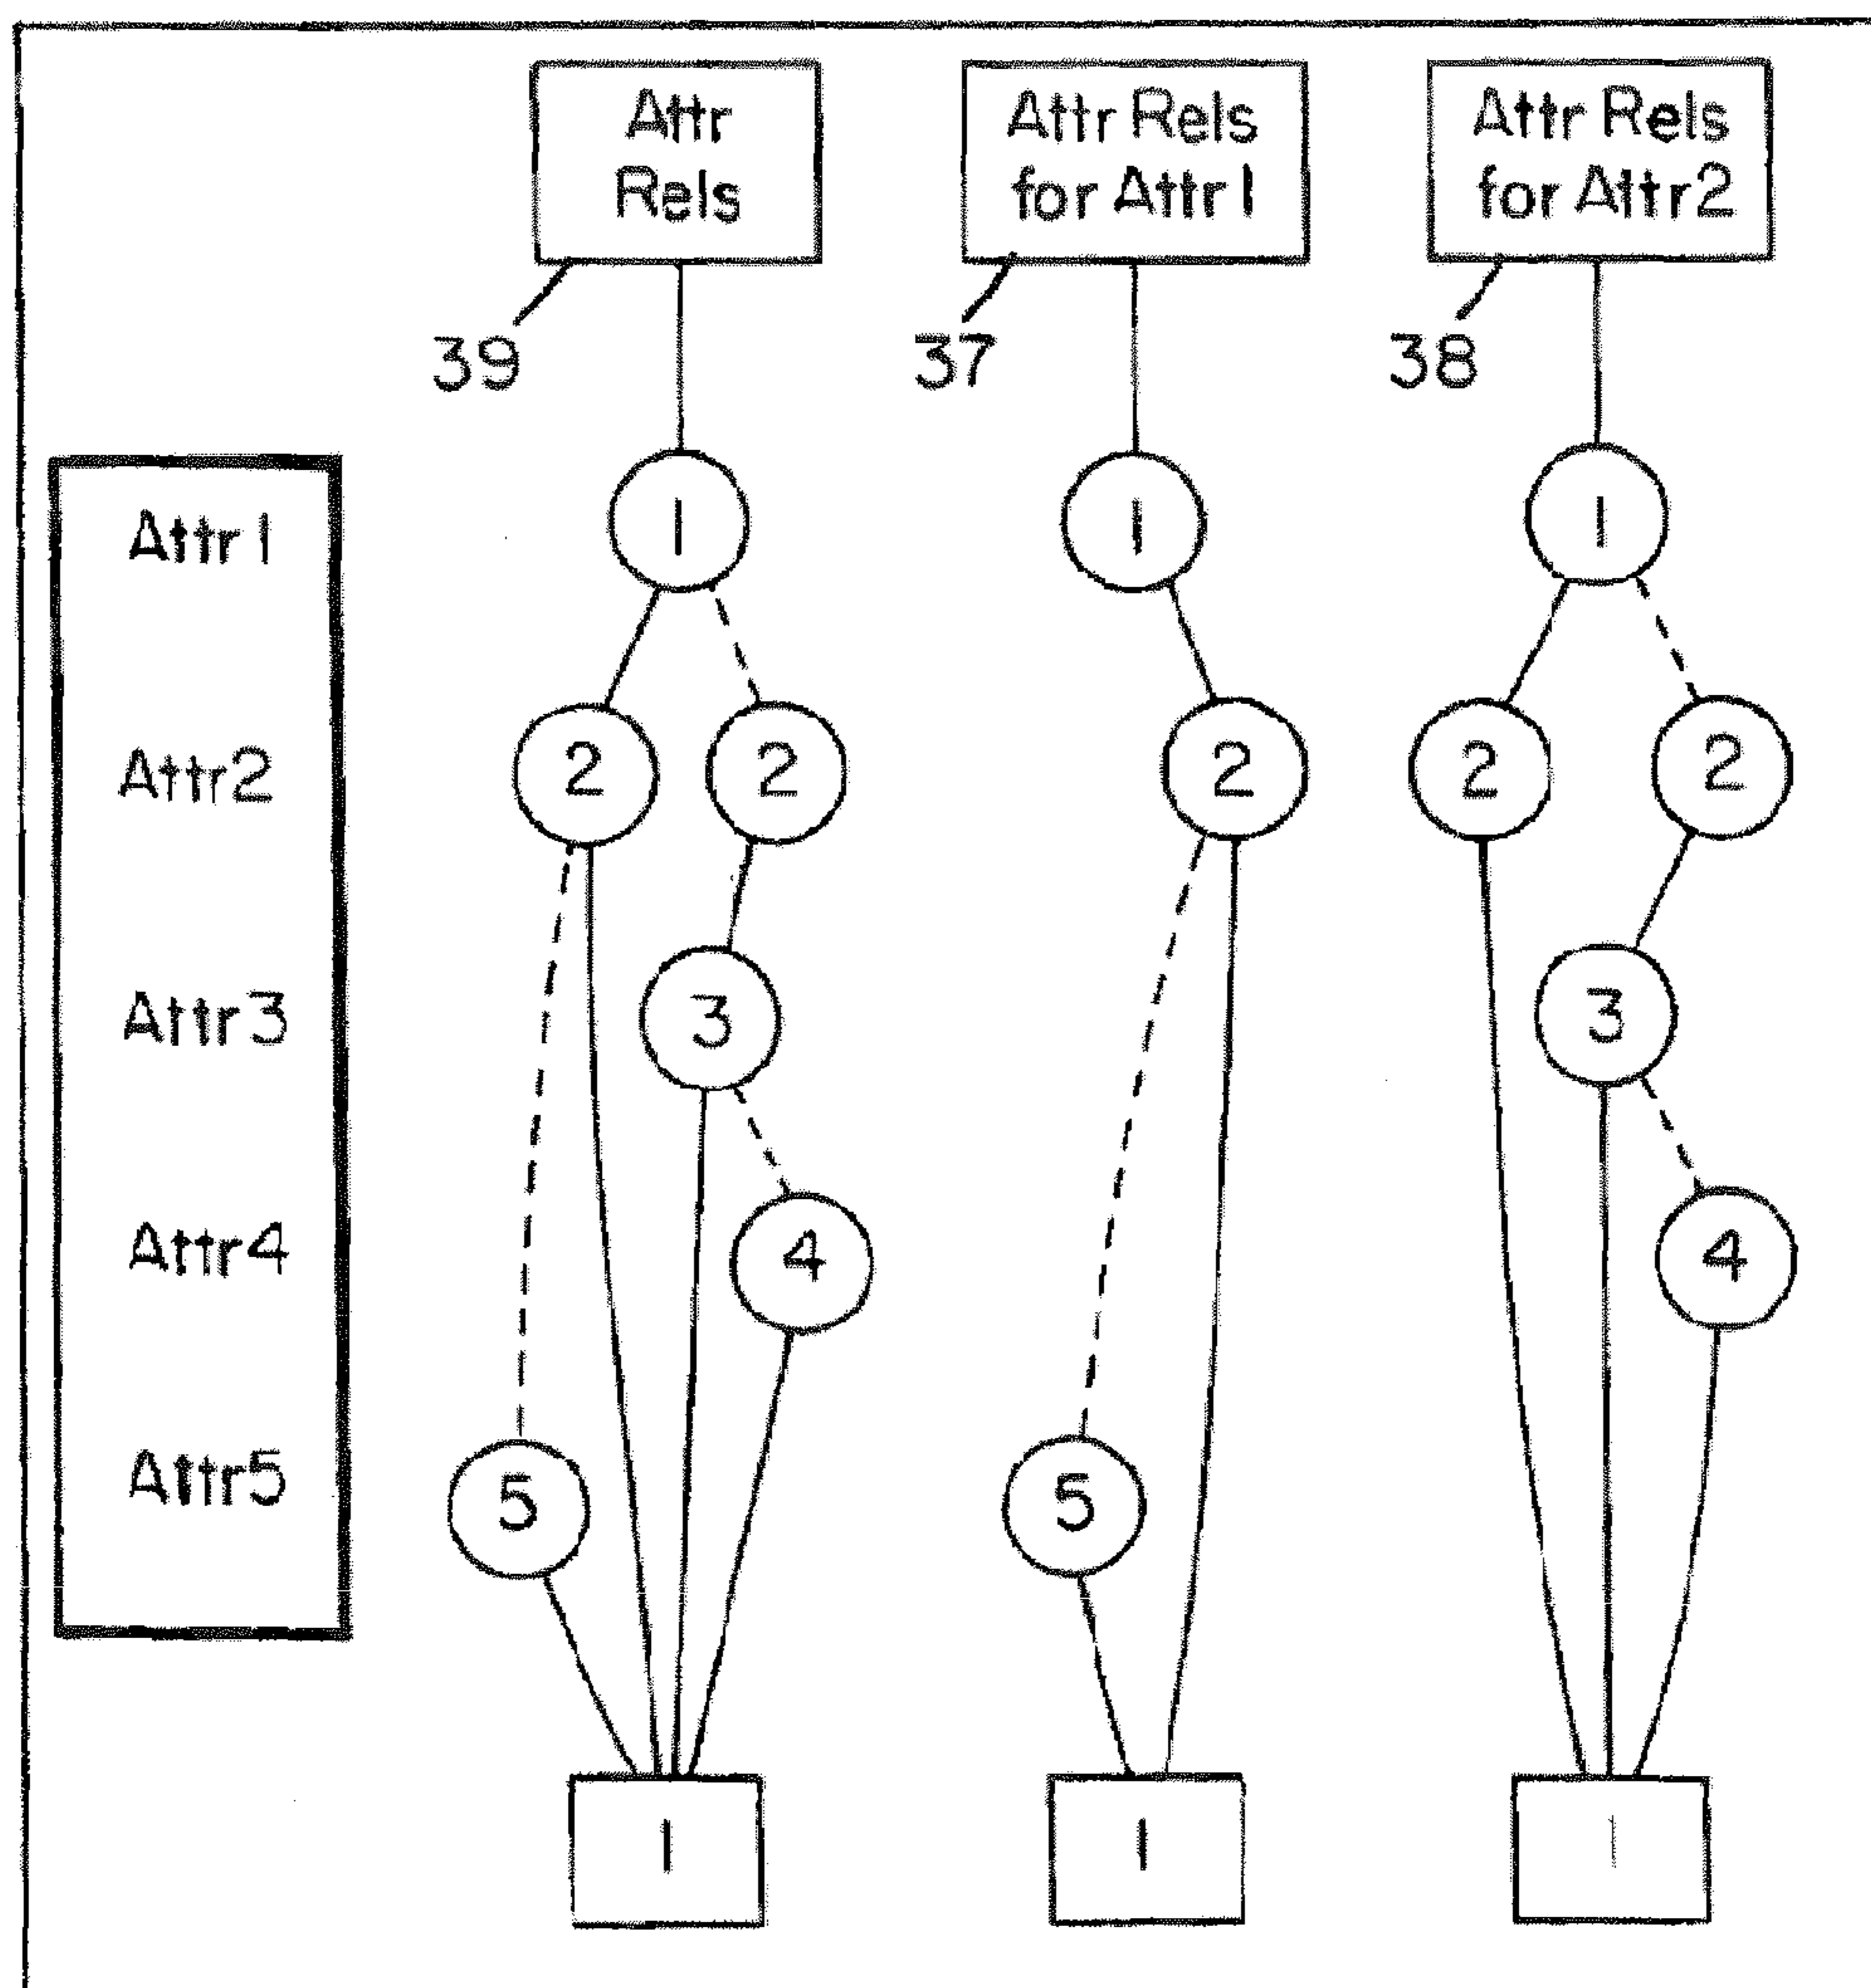 Attr
Rels
Attr Rels
for Attr1
Attr Rels
for Attr2
39
37
38
Attr1
1
1
1
Attr2
2
2
2
2
2
Attr3
3
3
Attr4
4
4
Attr5
5
5
1
1
1